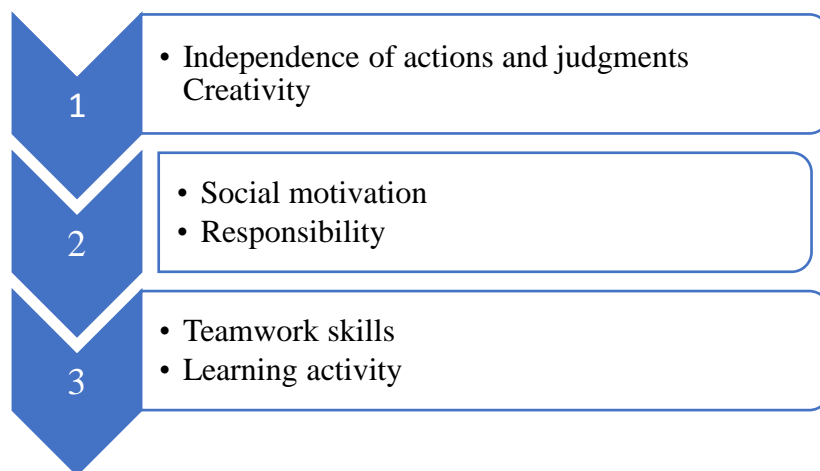 1
• Independence of actions and judgments
Creativity
2
• Social motivation
• Responsibility
3
• Teamwork skills
• Learning activity